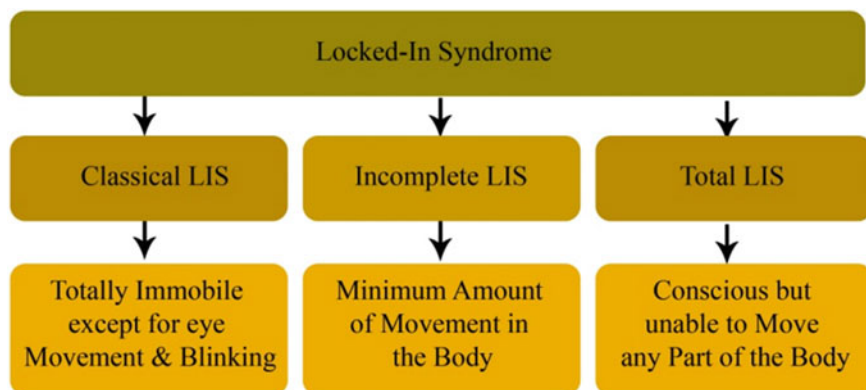 Locked-In Syndrome
Classical LIS
Incomplete LIS
Total LIS
Totally Immobile
except for eye
Movement & Blinking
Minimum Amount
of Movement in
the Body
Conscious but
unable to Move
any Part of the Body